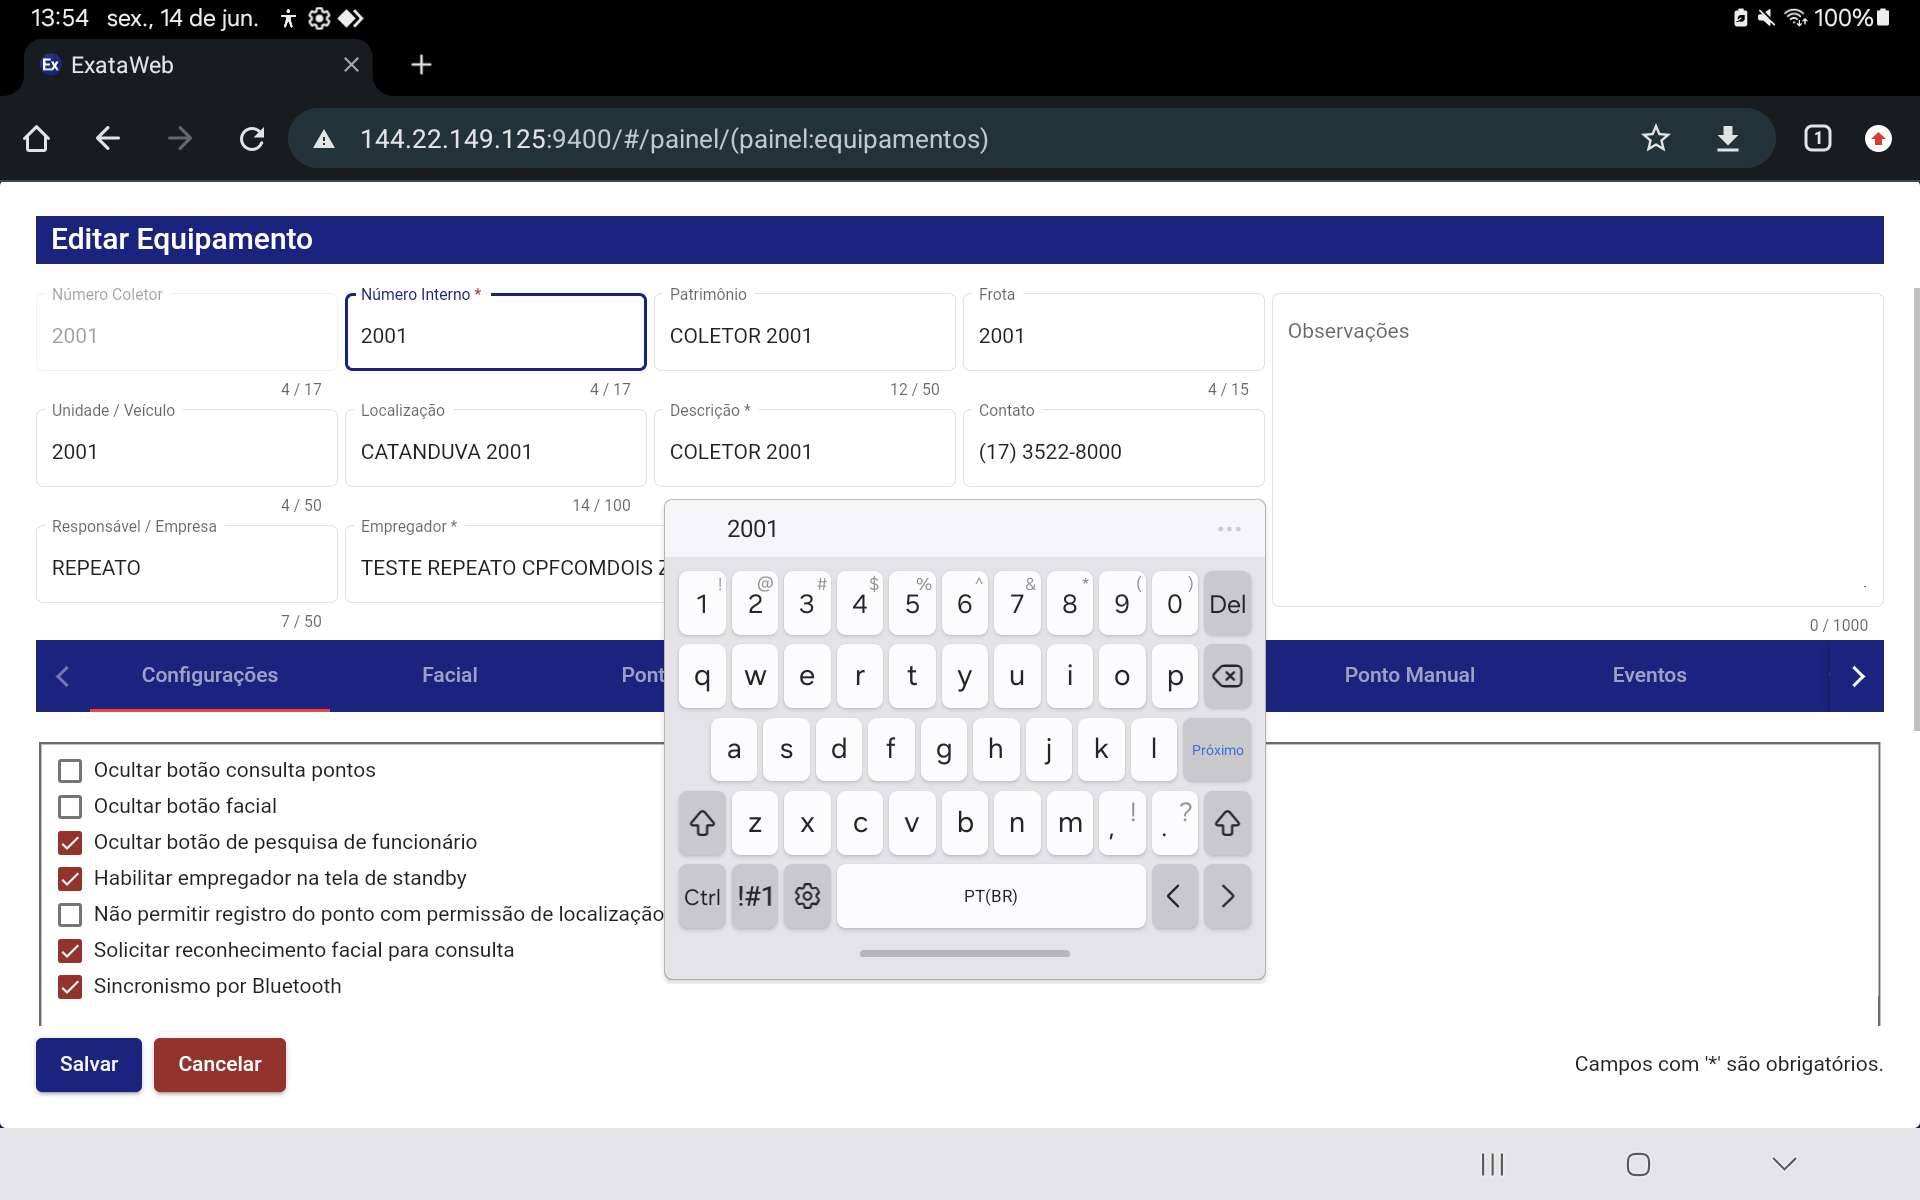 13:54 sex., 14 de jun. 100%
Ex ExataWeb
144.22.149.125:9400/#/painel/(painel:equipamentos) 1
Editar Equipamento
Número Coletor Número Interno * Patrimônio Frota
2001 2001 COLETOR 2001 2001 Observações
4 / 17 4 / 17 12 / 50 4 / 15
Unidade / Veículo Localização Descrição * Contato
2001 CATANDUVA 2001 COLETOR 2001 (17) 3522-8000
4 / 50 14 / 100
Responsável / Empresa Empregador *
REPEATO TESTE REPEATO CPFCOMDOIS Z
7 / 50 0 / 1000
2001 ...
! @ # $ % ^ & * ( )
1 2 3 4 5 6 7 8 9 0 Del
q w e r t y u i o p
a s d f g h j k l Próximo
! ?
z x c v b n m , .
Ctrl !#1 PT(BR)
Configurações Facial Pont Ponto Manual Eventos
Ocultar botão consulta pontos
Ocultar botão facial
Ocultar botão de pesquisa de funcionário
Habilitar empregador na tela de standby
Não permitir registro do ponto com permissão de localização
Solicitar reconhecimento facial para consulta
Sincronismo por Bluetooth
Salvar Cancelar Campos com '*' são obrigatórios.